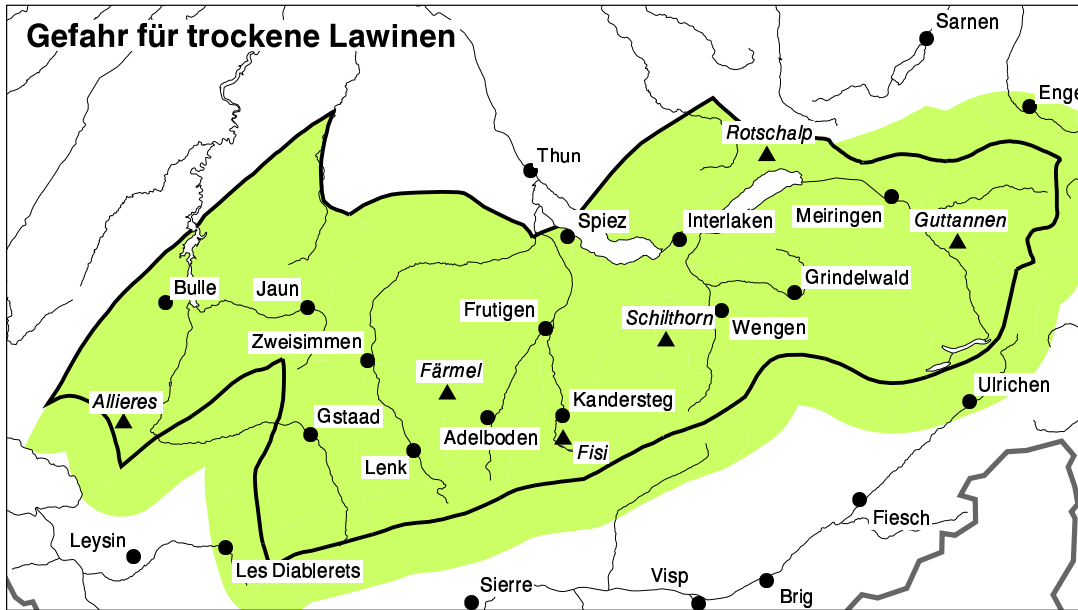 Gefahr für trockene Lawinen
Sarnen
Enge
Rotschalp
Thun
Spiez
Interlaken
Meiringen
Guttannen
Bulle
Jaun
Grindelwald
Frutigen
Schilthorn
Wengen
Zweisimmen
Färmel
Allieres
Kandersteg
Ulrichen
Gstaad
Adelboden
Fisi
Lenk
Fiesch
Leysin
Les Diablerets
Sierre
Visp
Brig